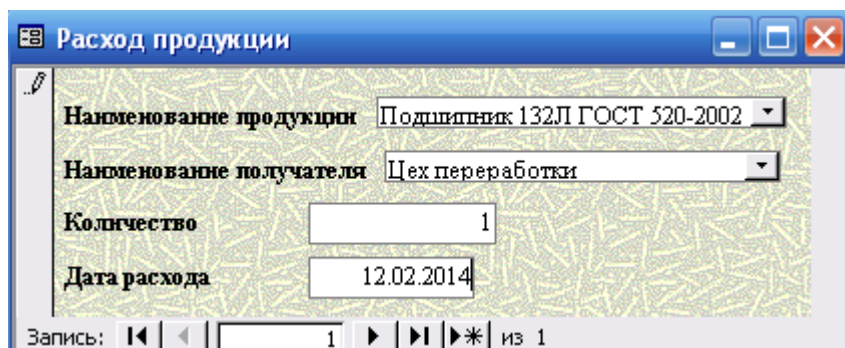 Расход продукции
Наименование продукции Подшипник 132Л ГОСТ 520-2002
Наименование получателя Цех переработки
Количество 1
Дата расхода 12.02.2014
Запись: 1 из 1